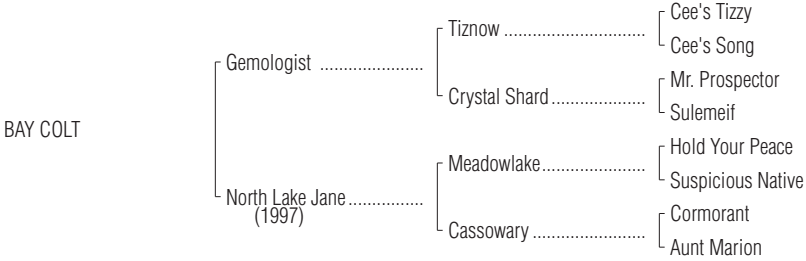 Cee's Tizzy
Tiznow ..............................
Cee's Song
Gemologist ......................
Mr. Prospector
Crystal Shard....................
Sulemeif
BAY COLT
Hold Your Peace
Meadowlake......................
Suspicious Native
North Lake Jane................
(1997)
Cormorant
Cassowary ........................
Aunt Marion